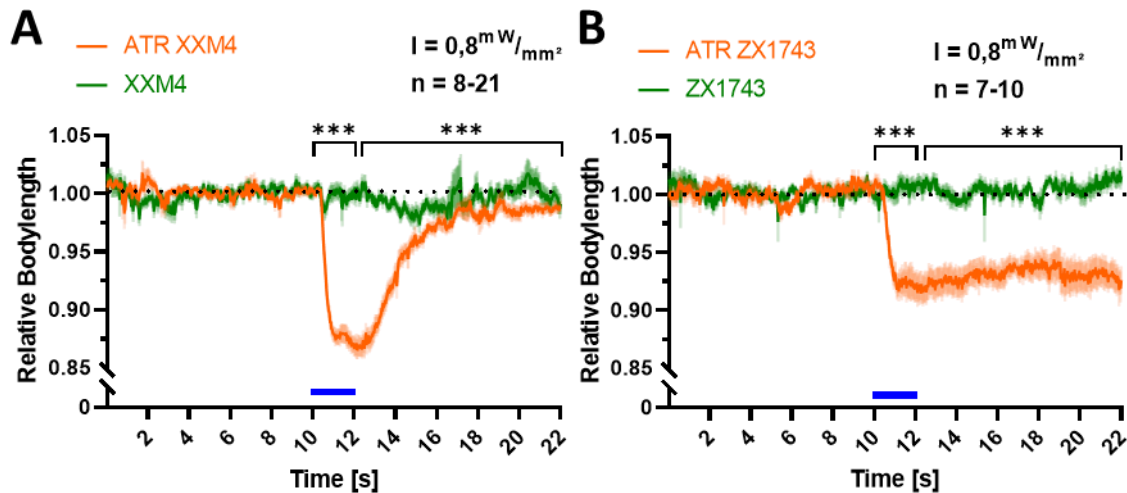 A
ATR XXM4
XXM4
I = 0,8mW/mm²
n = 8-21
***
***
1.05
1.00
0.95
0.90
0.85
0
Relative Bodylength
2 4 6 8 10 12 14 16 18 20 22
Time [s]
B
ATR ZX1743
ZX1743
I = 0,8mW/mm²
n = 7-10
***
***
1.05
1.00
0.95
0.90
0.85
0
Relative Bodylength
2 4 6 8 10 12 14 16 18 20 22
Time [s]